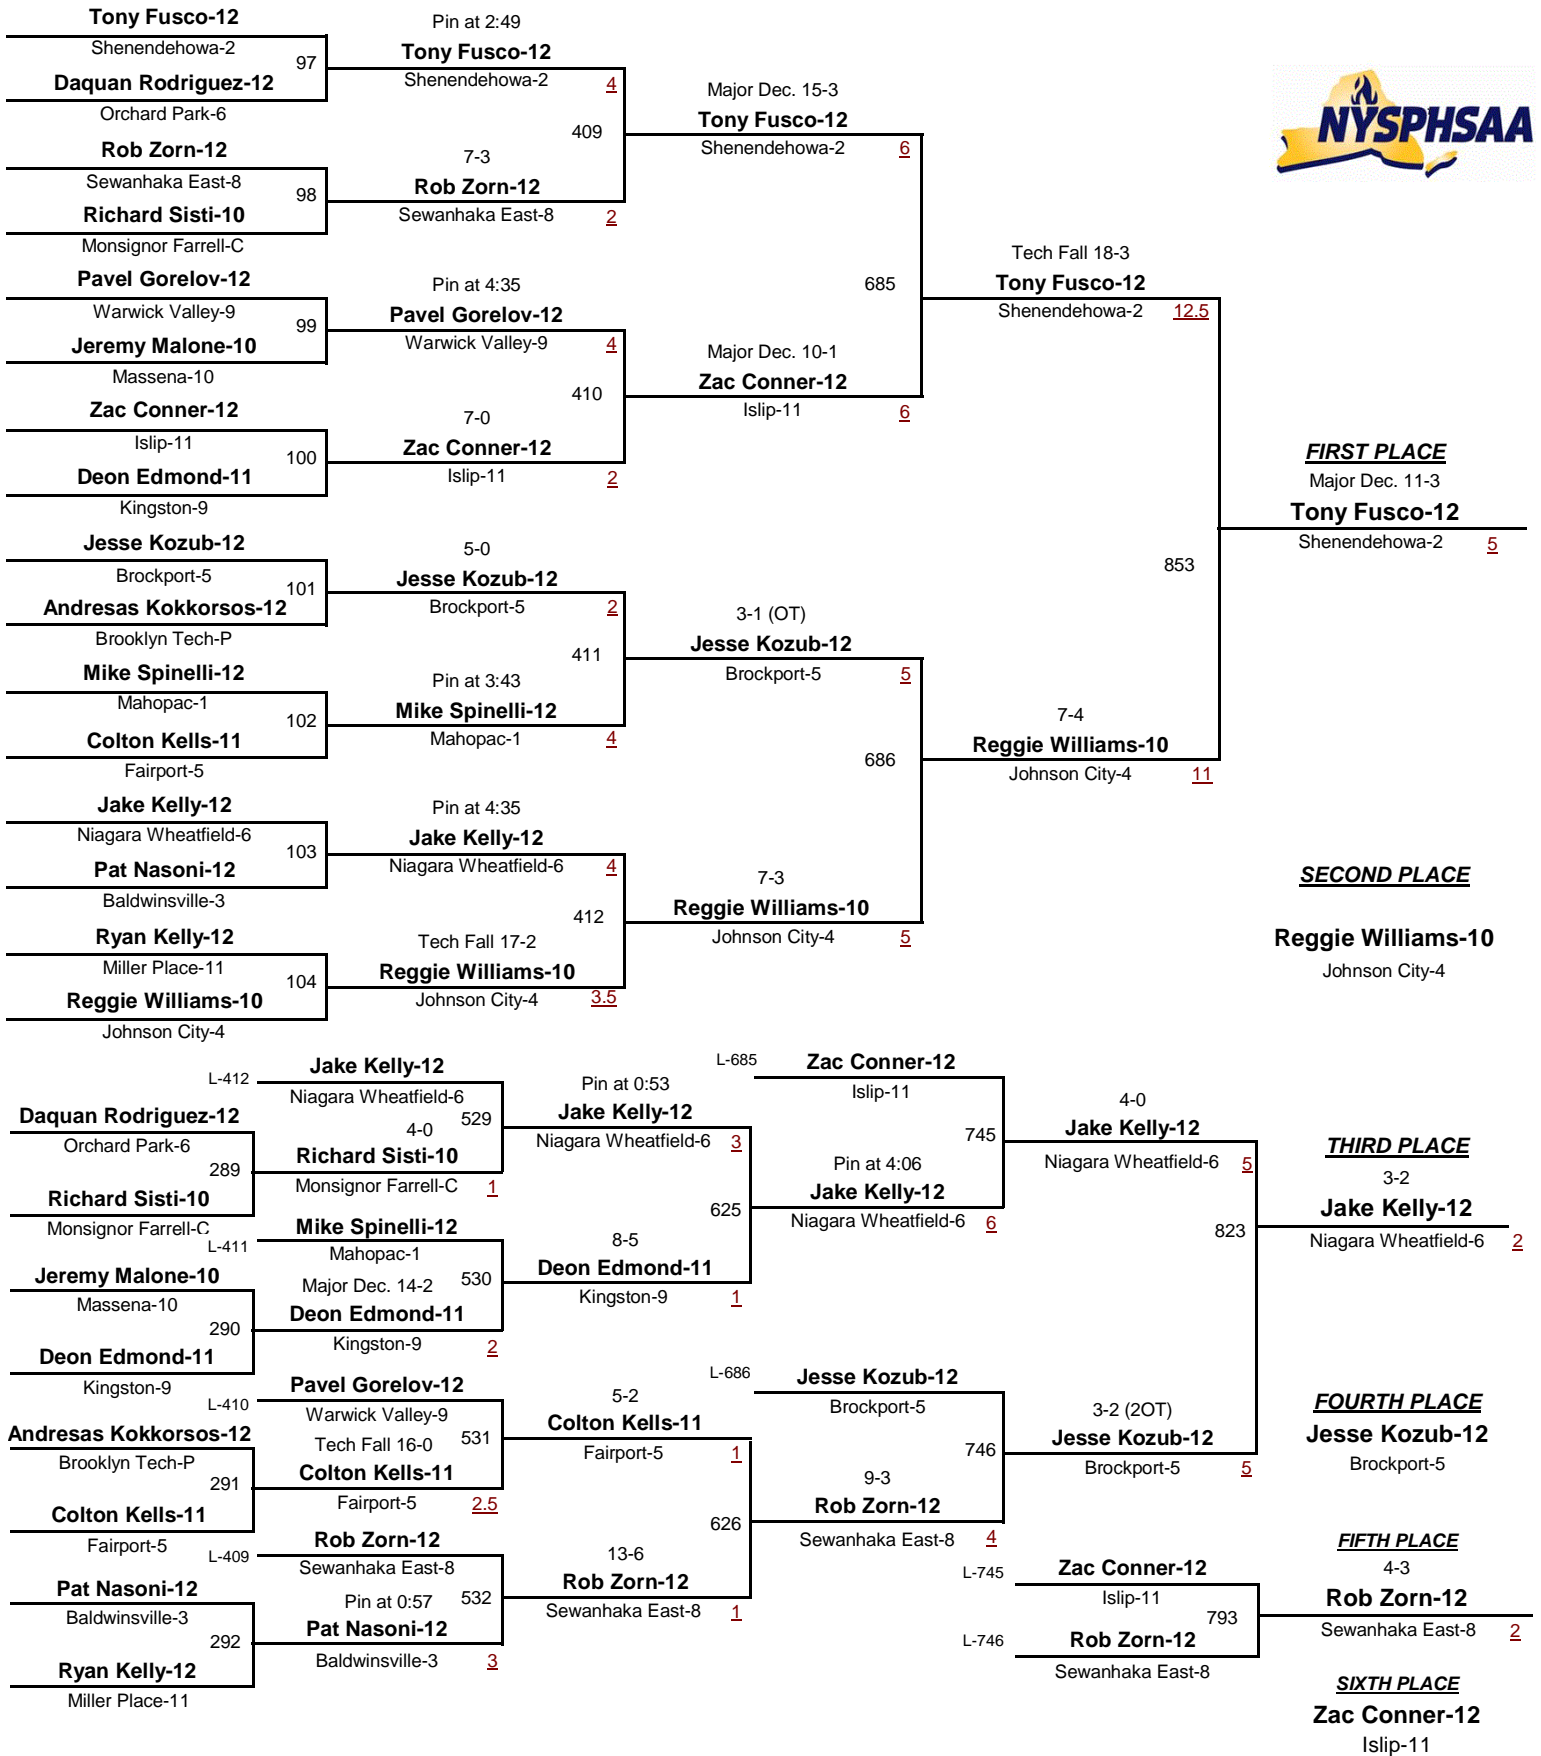 Tony Fusco-12
Shenendehowa-2
97
Daquan Rodriguez-12
Orchard Park-6
Rob Zorn-12
Sewanhaka East-8
98
Richard Sisti-10
Monsignor Farrell-C
Pavel Gorelov-12
Warwick Valley-9
99
Jeremy Malone-10
Massena-10
Zac Conner-12
Islip-11
100
Deon Edmond-11
Kingston-9
Jesse Kozub-12
Brockport-5
101
Andresas Kokkorsos-12
Brooklyn Tech-P
Mike Spinelli-12
Mahopac-1
102
Colton Kells-11
Fairport-5
Jake Kelly-12
Niagara Wheatfield-6
103
Pat Nasoni-12
Baldwinsville-3
Ryan Kelly-12
Miller Place-11
104
Reggie Williams-10
Johnson City-4
Pin at 2:49
Tony Fusco-12
Shenendehowa-2 4
409
7-3
Rob Zorn-12
Sewanhaka East-8 2
Pin at 4:35
Pavel Gorelov-12
Warwick Valley-9 4
410
7-0
Zac Conner-12
Islip-11 2
5-0
Jesse Kozub-12
Brockport-5 2
411
Pin at 3:43
Mike Spinelli-12
Mahopac-1 4
Pin at 4:35
Jake Kelly-12
Niagara Wheatfield-6 4
412
Tech Fall 17-2
Reggie Williams-10
Johnson City-4 3.5
Major Dec. 15-3
Tony Fusco-12
Shenendehowa-2 6
685
Major Dec. 10-1
Zac Conner-12
Islip-11 6
3-1 (OT)
Jesse Kozub-12
Brockport-5 5
686
7-3
Reggie Williams-10
Johnson City-4 5
Tech Fall 18-3
Tony Fusco-12
Shenendehowa-2 12.5
853
7-4
Reggie Williams-10
Johnson City-4 11
NYSPHSAA
FIRST PLACE
Major Dec. 11-3
Tony Fusco-12
Shenendehowa-2 5
SECOND PLACE
Reggie Williams-10
Johnson City-4
Daquan Rodriguez-12
Orchard Park-6
289
Richard Sisti-10
Monsignor Farrell-C
Jeremy Malone-10
Massena-10
290
Deon Edmond-11
Kingston-9
Andresas Kokkorsos-12
Brooklyn Tech-P
291
Colton Kells-11
Fairport-5
Pat Nasoni-12
Baldwinsville-3
292
Ryan Kelly-12
Miller Place-11
L-412 Jake Kelly-12
Niagara Wheatfield-6
4-0 529
Richard Sisti-10
Monsignor Farrell-C 1
L-411 Mike Spinelli-12
Mahopac-1
Major Dec. 14-2 530
Deon Edmond-11
Kingston-9 2
L-410 Pavel Gorelov-12
Warwick Valley-9
Tech Fall 16-0 531
Colton Kells-11
Fairport-5 2.5
L-409 Rob Zorn-12
Sewanhaka East-8
Pin at 0:57 532
Pat Nasoni-12
Baldwinsville-3 3
Pin at 0:53
Jake Kelly-12
Niagara Wheatfield-6 3
625
8-5
Deon Edmond-11
Kingston-9 1
5-2
Colton Kells-11
Fairport-5 1
626
13-6
Rob Zorn-12
Sewanhaka East-8 1
L-685 Zac Conner-12
Islip-11
745
Pin at 4:06
Jake Kelly-12
Niagara Wheatfield-6 6
L-686 Jesse Kozub-12
Brockport-5
746
9-3
Rob Zorn-12
Sewanhaka East-8 4
4-0
Jake Kelly-12
Niagara Wheatfield-6 5
823
3-2 (2OT)
Jesse Kozub-12
Brockport-5 5
L-745 Zac Conner-12
Islip-11
793
L-746 Rob Zorn-12
Sewanhaka East-8
THIRD PLACE
3-2
Jake Kelly-12
Niagara Wheatfield-6 2
FOURTH PLACE
Jesse Kozub-12
Brockport-5
FIFTH PLACE
4-3
Rob Zorn-12
Sewanhaka East-8 2
SIXTH PLACE
Zac Conner-12
Islip-11